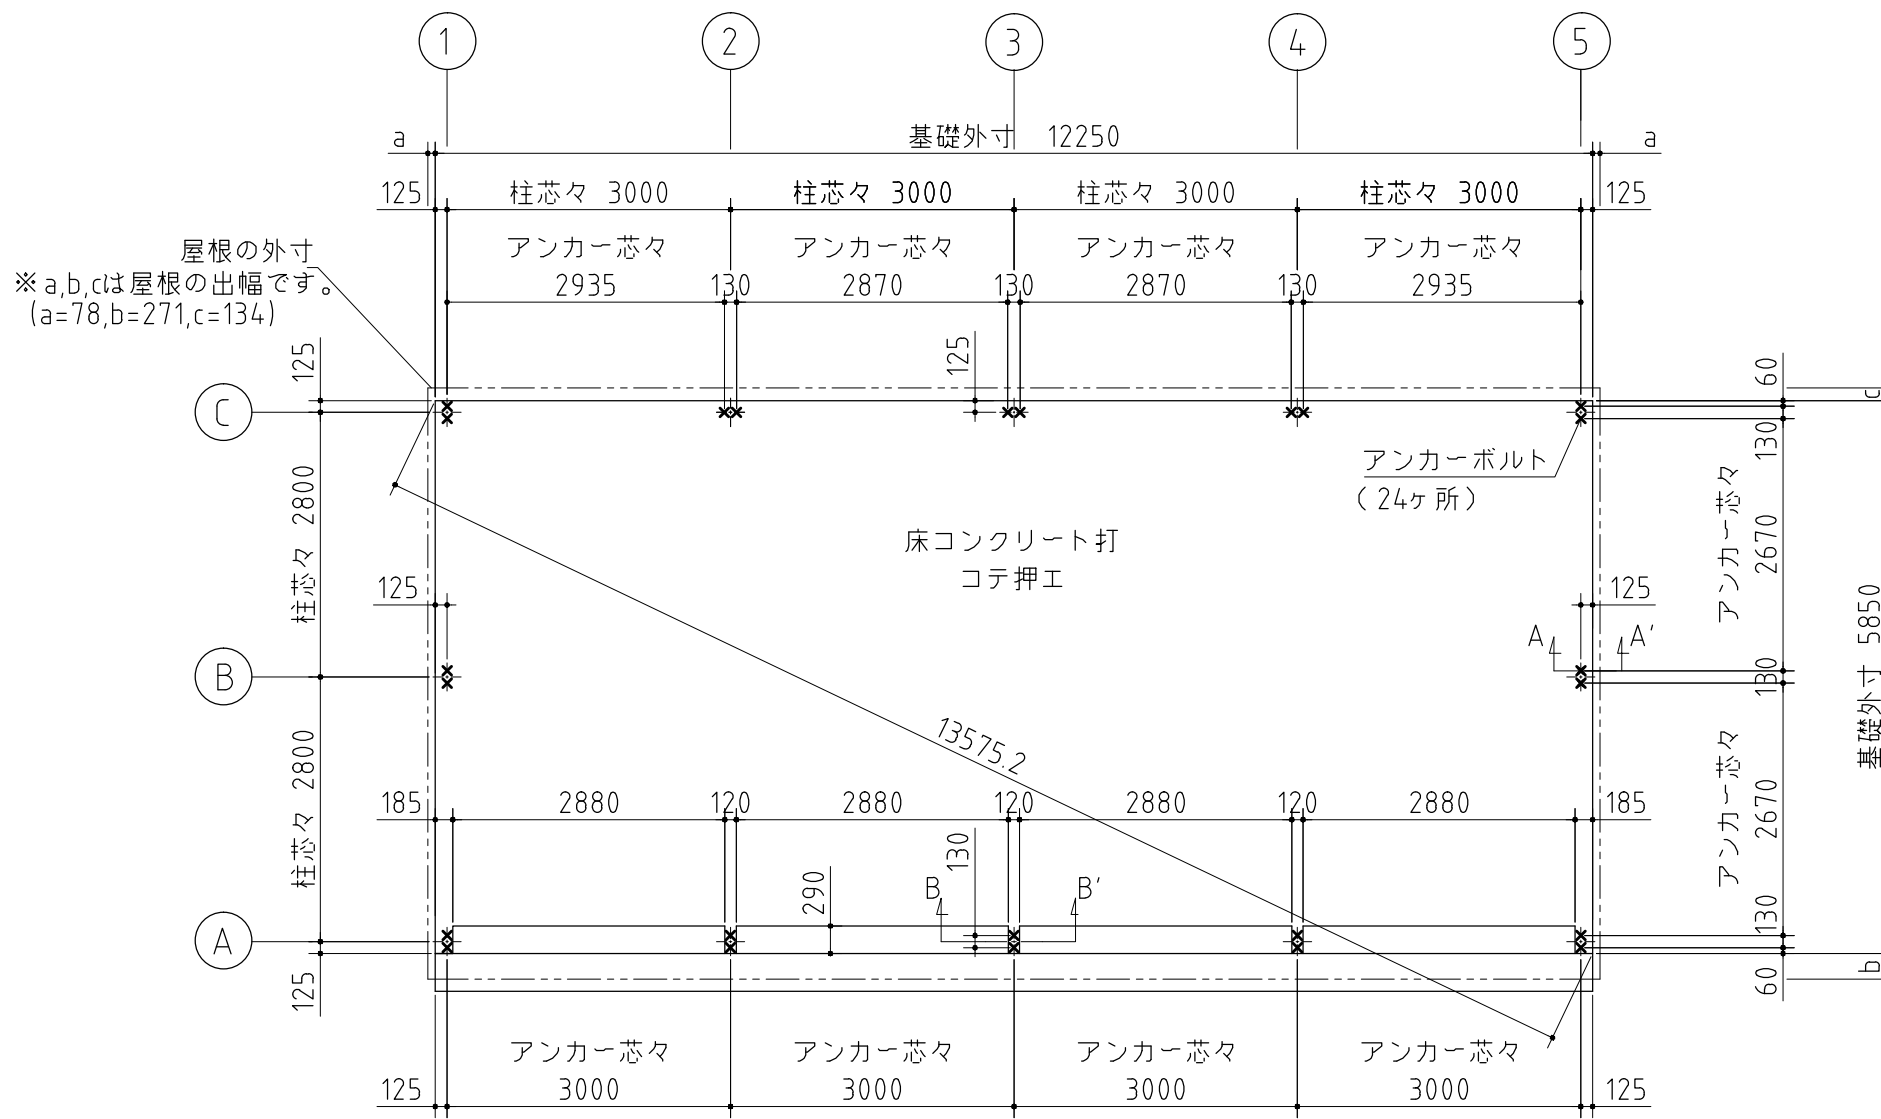 1 2 3 4 5
a 基礎外寸 12250 a
125 柱芯々 3000 柱芯々 3000 柱芯々 3000 柱芯々 3000 125
アンカー芯々 アンカー芯々 アンカー芯々 アンカー芯々
2935 130 2870 130 2870 130 2935
屋根の外寸
※a,b,cは屋根の出幅です。
(a=78,b=271,c=134)
125 125 60 c
C
130
アンカーボルト
(24ヶ所)
柱芯々 2800
アンカー芯々 2670
床コンクリート打
コテ押エ
125 125
A A'
B
130
基礎外寸 5850
13575.2
柱芯々 2800
アンカー芯々 2670
185 2880 120 2880 120 2880 120 2880 185
290 130
B B'
A
130
125 60 b
アンカー芯々 アンカー芯々 アンカー芯々 アンカー芯々
125 3000 3000 3000 3000 125